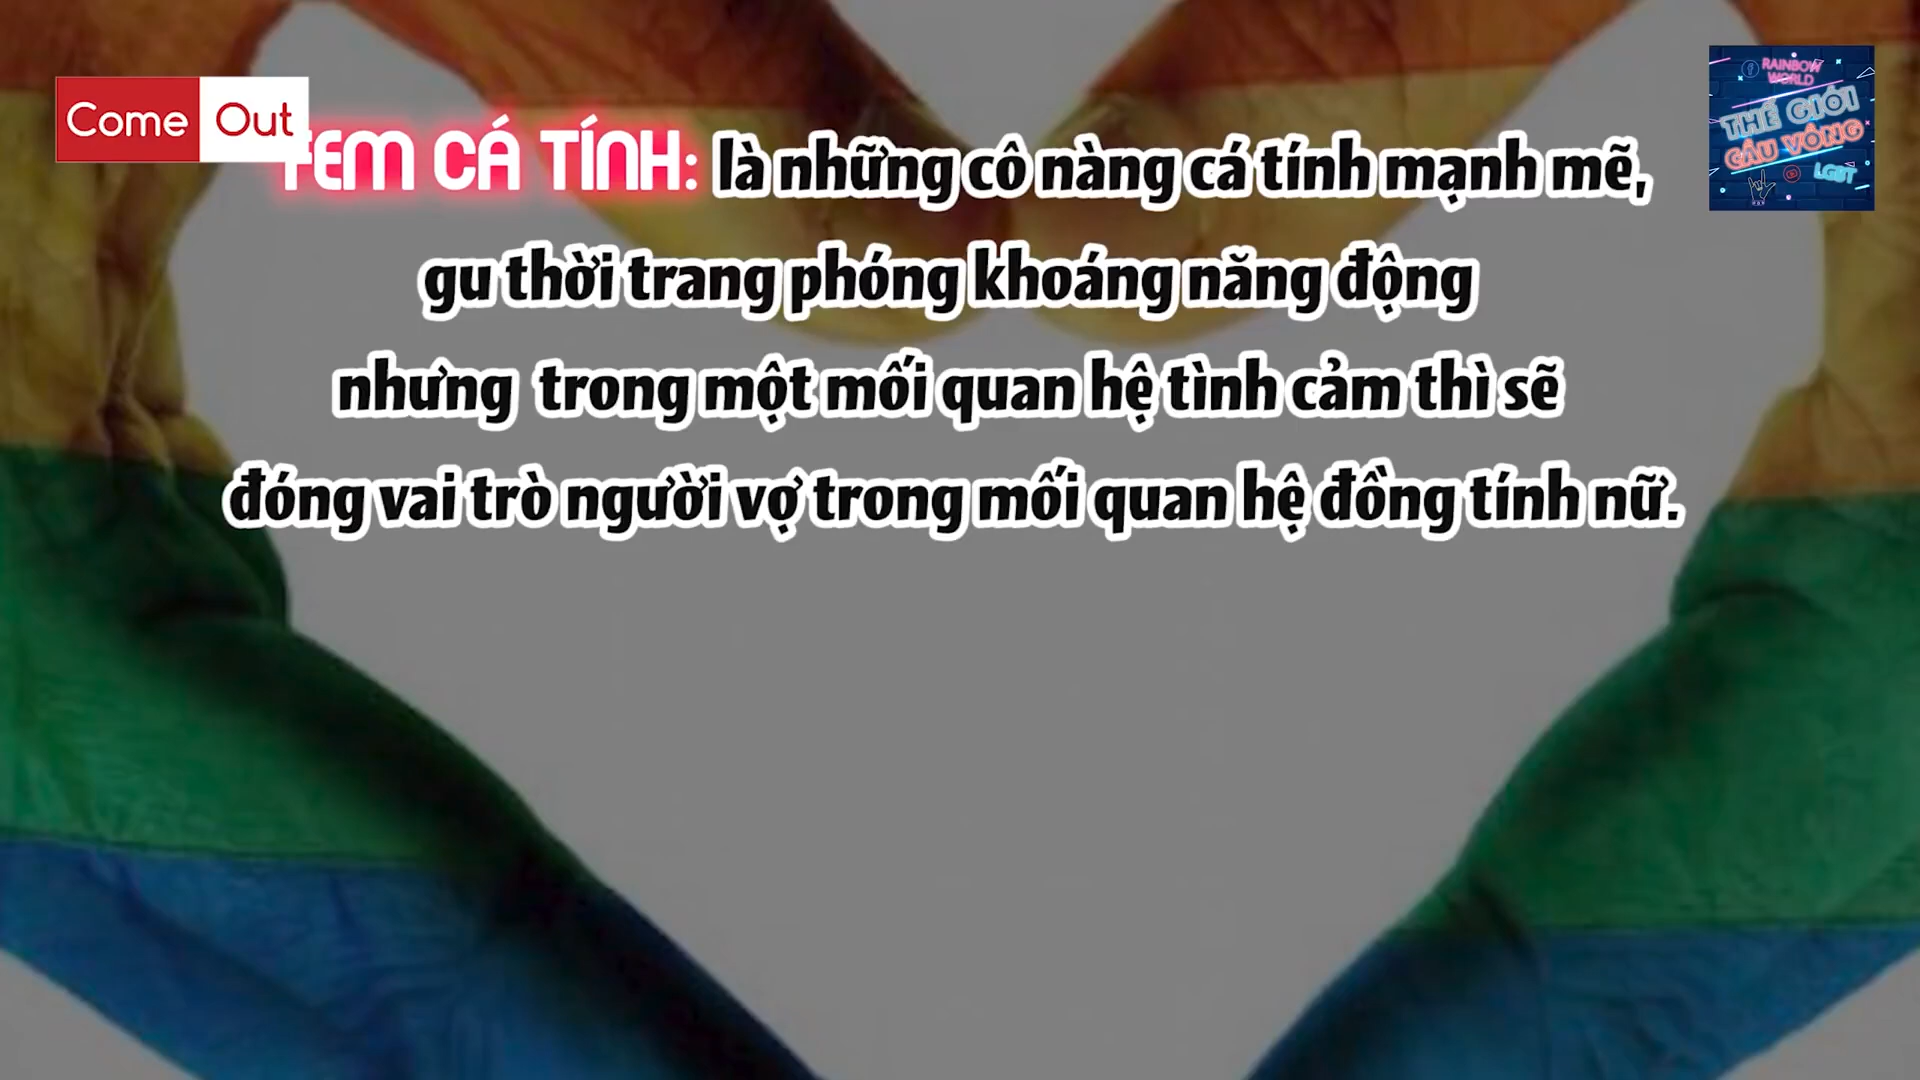 Come Out
RAINBOW
WORLD
THẾ GIỚI
CẦU VỒNG
LGBT
FEM CÁ TÍNH: là những cô nàng cá tính mạnh mẽ,
gu thời trang phóng khoáng năng động
nhưng trong một mối quan hệ tình cảm thì sẽ
đóng vai trò người vợ trong mối quan hệ đồng tính nữ.